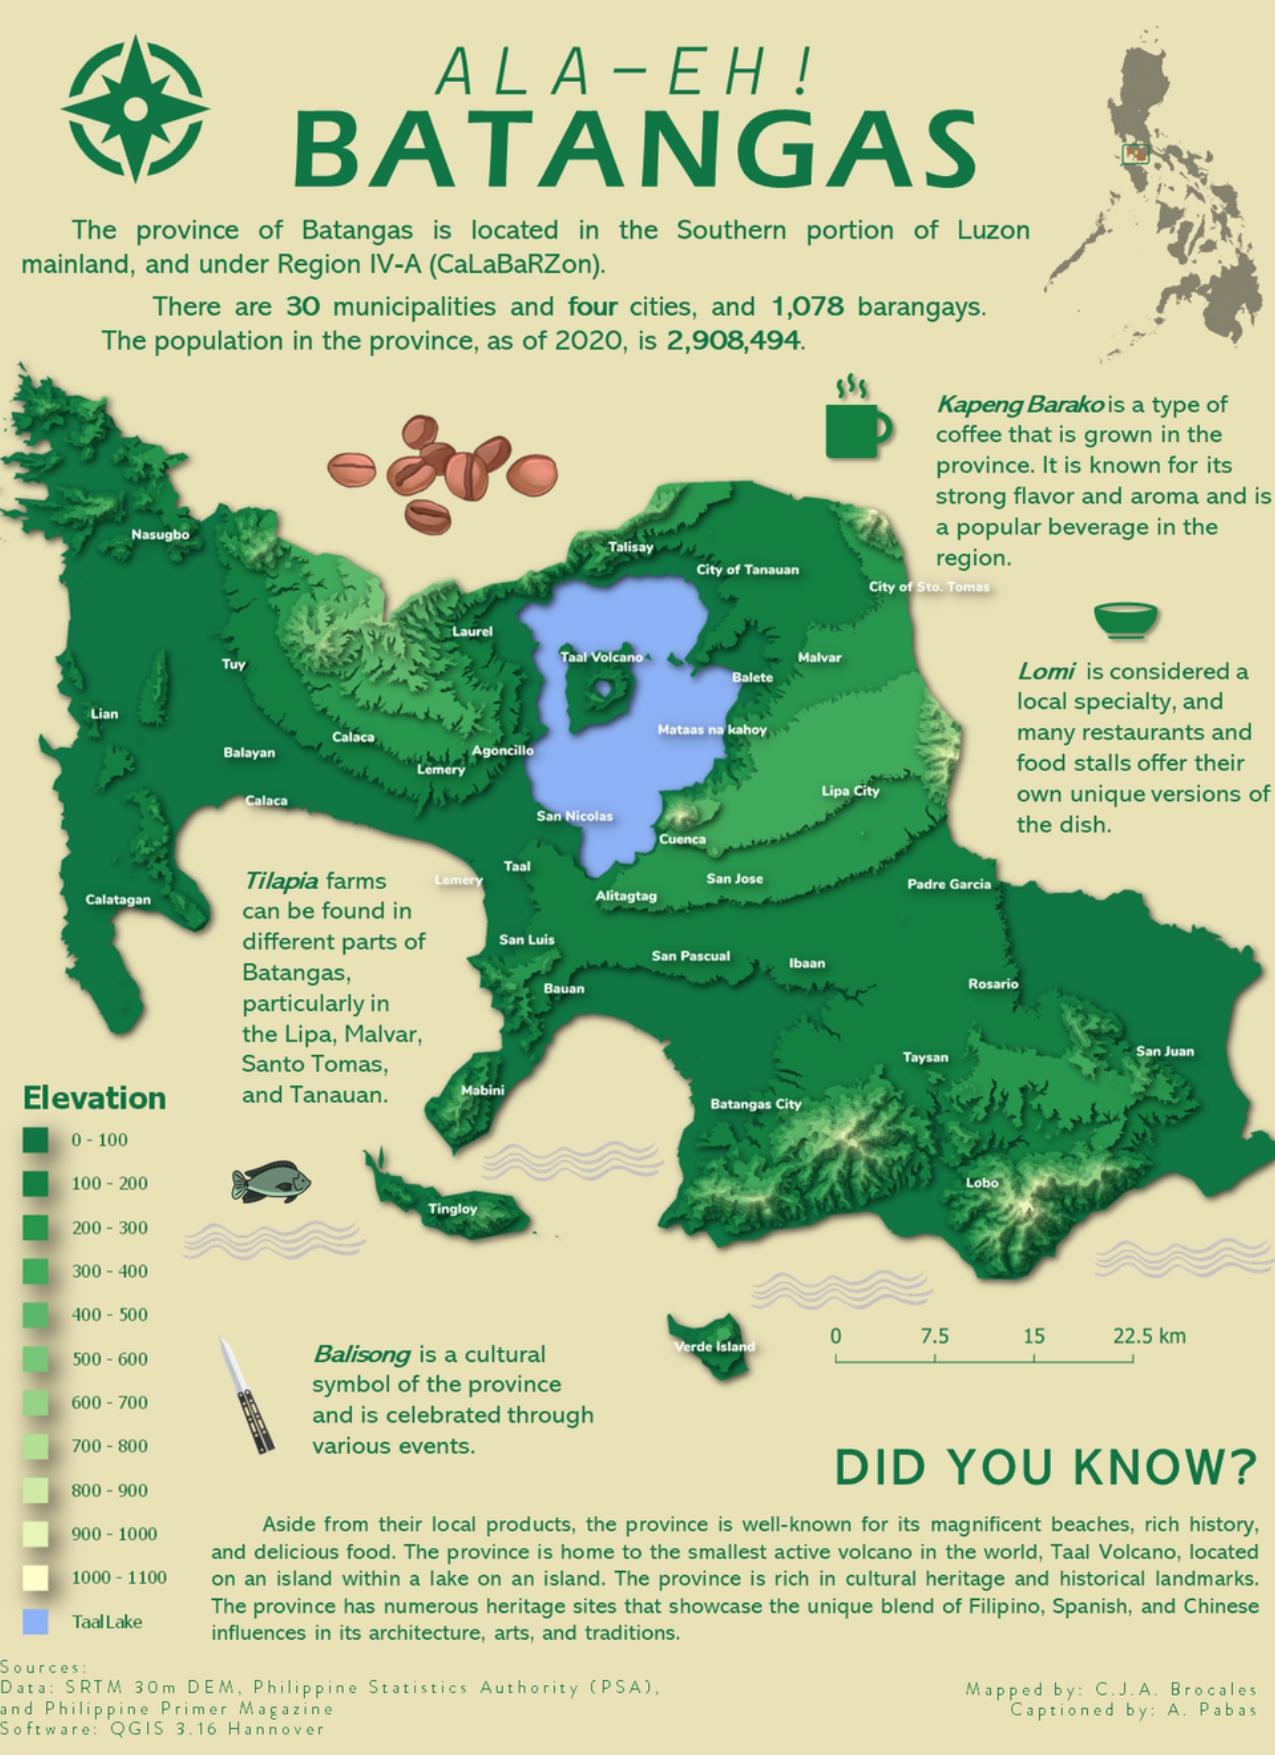 ALA-EH!
BATANGAS
The province of Batangas is located in the Southern portion of Luzon
mainland, and under Region IV-A (CaLaBaRZon).
There are 30 municipalities and four cities, and 1,078 barangays.
The population in the province, as of 2020, is 2,908,494.
Kapeng Barako is a type of
coffee that is grown in the
province. It is known for its
strong flavor and aroma and is
a popular beverage in the
region.
Nasugbo
Talisay
City of Tanauan
City of Sto. Tomas
Laurel
Taal Volcano
Malvar
Tuy
Balete
Lomi is considered a
local specialty, and
many restaurants and
food stalls offer their
own unique versions of
the dish.
Lian
Mataas na kahoy
Calaca
Agoncillo
Balayan
Lemery
Lipa City
Calaca
San Nicolas
Cuenca
Taal
Lemery
San Jose
Padre Garcia
Alitagtag
Calatagan
Tilapia farms
can be found in
different parts of
Batangas,
particularly in
the Lipa, Malvar,
Santo Tomas,
and Tanauan.
San Luis
San Pascual
Ibaan
Bauan
Rosario
San Juan
Taysan
Mabini
Batangas City
Lobo
Tingloy
Verde Island
Elevation
0 - 100
100 - 200
200 - 300
300 - 400
400 - 500
500 - 600
600 - 700
700 - 800
800 - 900
900 - 1000
1000 - 1100
Taal Lake
0 7.5 15 22.5 km
Balisong is a cultural
symbol of the province
and is celebrated through
various events.
DID YOU KNOW?
Aside from their local products, the province is well-known for its magnificent beaches, rich history,
and delicious food. The province is home to the smallest active volcano in the world, Taal Volcano, located
on an island within a lake on an island. The province is rich in cultural heritage and historical landmarks.
The province has numerous heritage sites that showcase the unique blend of Filipino, Spanish, and Chinese
influences in its architecture, arts, and traditions.
Sources:
Data: SRTM 30m DEM, Philippine Statistics Authority (PSA),
and Philippine Primer Magazine
Software: QGIS 3.16 Hannover
Mapped by: C.J.A. Brocales
Captioned by: A. Pabas